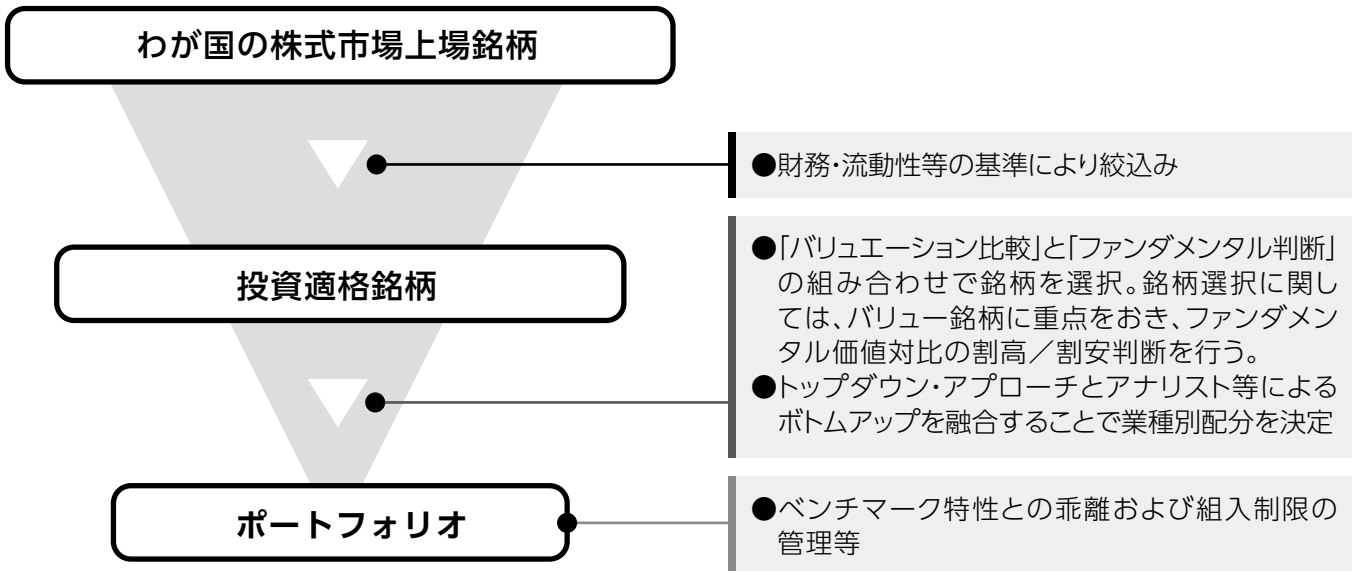 わが国の株式市場上場銘柄
●財務・流動性等の基準により絞込み
投資適格銘柄
●「バリュエーション比較」と「ファンダメンタル判断」
の組み合わせで銘柄を選択。銘柄選択に関し
ては、バリュー銘柄に重点をおき、ファンダメン
タル価値対比の割高／割安判断を行う。
●トップダウン・アプローチとアナリスト等による
ボトムアップを融合することで業種別配分を決定
ポートフォリオ
●ベンチマーク特性との乖離および組入制限の
管理等